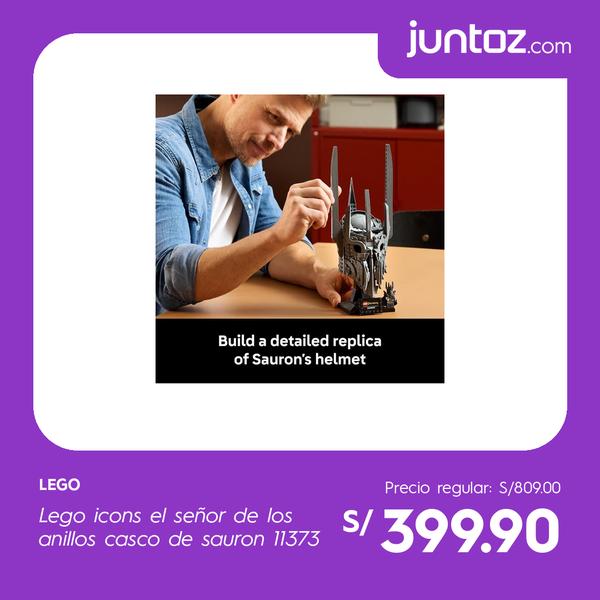 juntoz.com
Build a detailed replica
of Sauron's helmet
LEGO
Lego icons el señor de los
anillos casco de sauron 11373
Precio regular: S/809.00
S/ 399.90